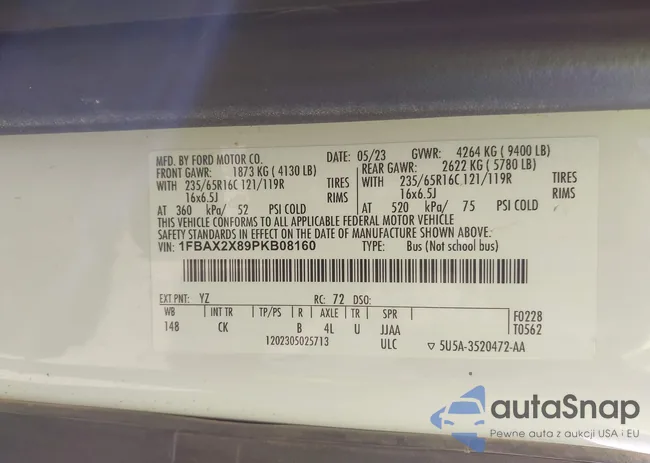 MFD. BY FORD MOTOR CO. DATE: 05/23 GVWR: 4264 KG ( 9400 LB)
FRONT GAWR: 1873 KG ( 4130 LB) REAR GAWR: 2622 KG ( 5780 LB)
WITH 235/65R16C 121/119R TIRES WITH 235/65R16C 121/119R TIRES
16x6.5J RIMS 16x6.5J RIMS
AT 360 kPa/ 52 PSI COLD AT 520 kPa/ 75 PSI COLD
THIS VEHICLE CONFORMS TO ALL APPLICABLE FEDERAL MOTOR VEHICLE
SAFETY STANDARDS IN EFFECT ON THE DATE OF MANUFACTURE SHOWN ABOVE.
VIN: 1FBAX2X89PKB08160 TYPE: Bus (Not school bus)
EXT PNT: YZ RC: 72 DSO:
WB INT TR TP/PS R AXLE TR SPR F0228
148 CK B 4L U JJAA T0562
1202305025713 ULC ▽ 5U5A-3520472-AA
autaSnap
Pewne auta z aukcji USA i EU